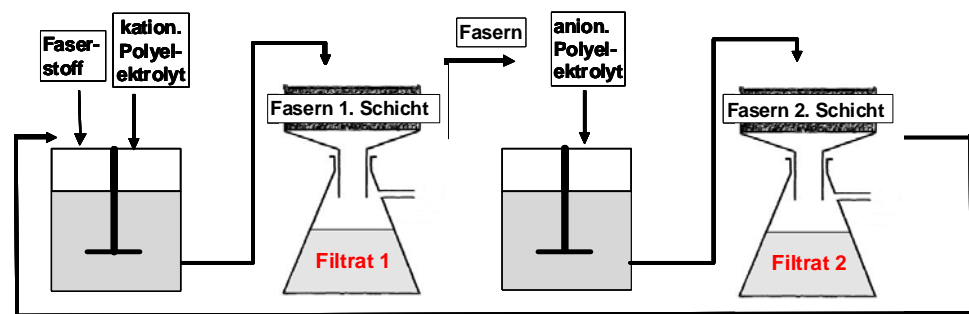 Faser-
stoff
kation.
Polyel-
ektrolyt
Fasern 1. Schicht
Filtrat 1
Fasern
anion.
Polyel-
ektrolyt
Fasern 2. Schicht
Filtrat 2